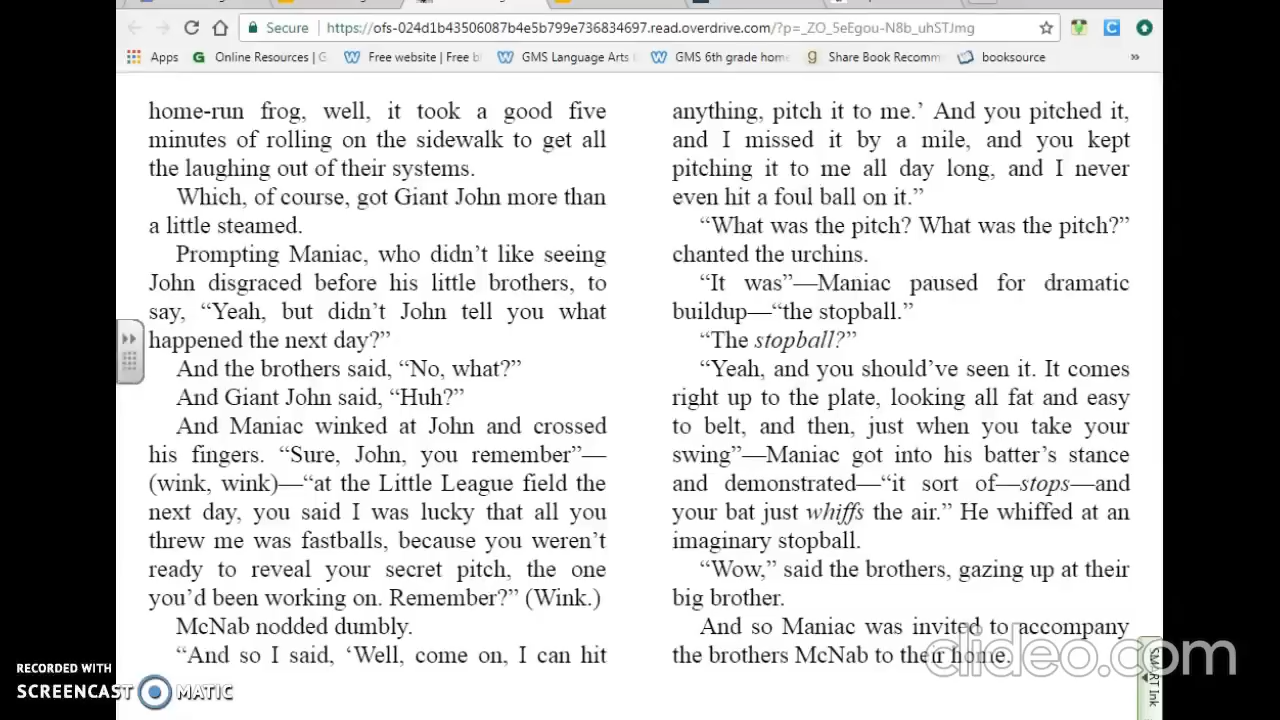 Secure
https://ofs-024d1b43506087b4e5b799e736834697.read.overdrive.com/?p=_ZO_5eEgou-N8b_uhSTJmg
Apps
Online Resources | G
Free website | Free b
GMS Language Arts
GMS 6th grade home
Share Book Recomm
booksource
»
home-run frog, well, it took a good five
minutes of rolling on the sidewalk to get all
the laughing out of their systems.
Which, of course, got Giant John more than
a little steamed.
Prompting Maniac, who didn’t like seeing
John disgraced before his little brothers, to
say, “Yeah, but didn’t John tell you what
happened the next day?”
And the brothers said, “No, what?”
And Giant John said, “Huh?”
And Maniac winked at John and crossed
his fingers. “Sure, John, you remember”—
(wink, wink)—“at the Little League field the
next day, you said I was lucky that all you
threw me was fastballs, because you weren’t
ready to reveal your secret pitch, the one
you’d been working on. Remember?” (Wink.)
McNab nodded dumbly.
“And so I said, ‘Well, come on, I can hit
anything, pitch it to me.’ And you pitched it,
and I missed it by a mile, and you kept
pitching it to me all day long, and I never
even hit a foul ball on it.”
“What was the pitch? What was the pitch?”
chanted the urchins.
“It was”—Maniac paused for dramatic
buildup—“the stopball.”
“The stopball?”
“Yeah, and you should’ve seen it. It comes
right up to the plate, looking all fat and easy
to belt, and then, just when you take your
swing”—Maniac got into his batter’s stance
and demonstrated—“it sort of—stops—and
your bat just whiffs the air.” He whiffed at an
imaginary stopball.
“Wow,” said the brothers, gazing up at their
big brother.
And so Maniac was invited to accompany
the brothers McNab to their home.
clideo.com
SMART Ink
RECORDED WITH
SCREENCAST MATIC